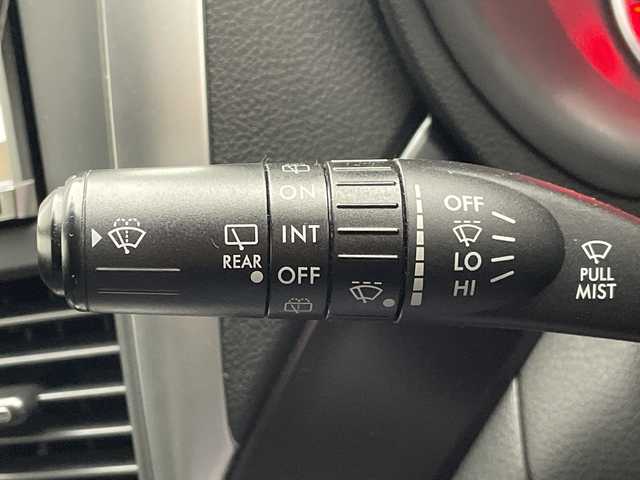 REAR
ON
INT
OFF
OFF
LO
HI
PULL
MIST